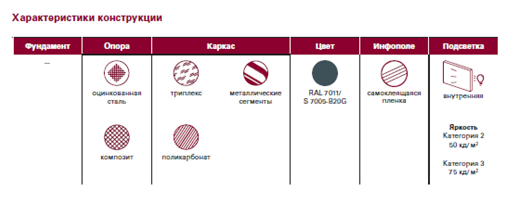 Характеристики конструкции
Фундамент Опора Каркас Цвет Инфополе Подсветка
—
оцинкованная сталь
триплекс
металлические сегменты
RAL 7011/
S 7005-B20G
самоклеящаяся пленка
внутренняя
композит
поликарбонат
Яркость
Категория 2
50 кд/м²
Категория 3
75 кд/м²